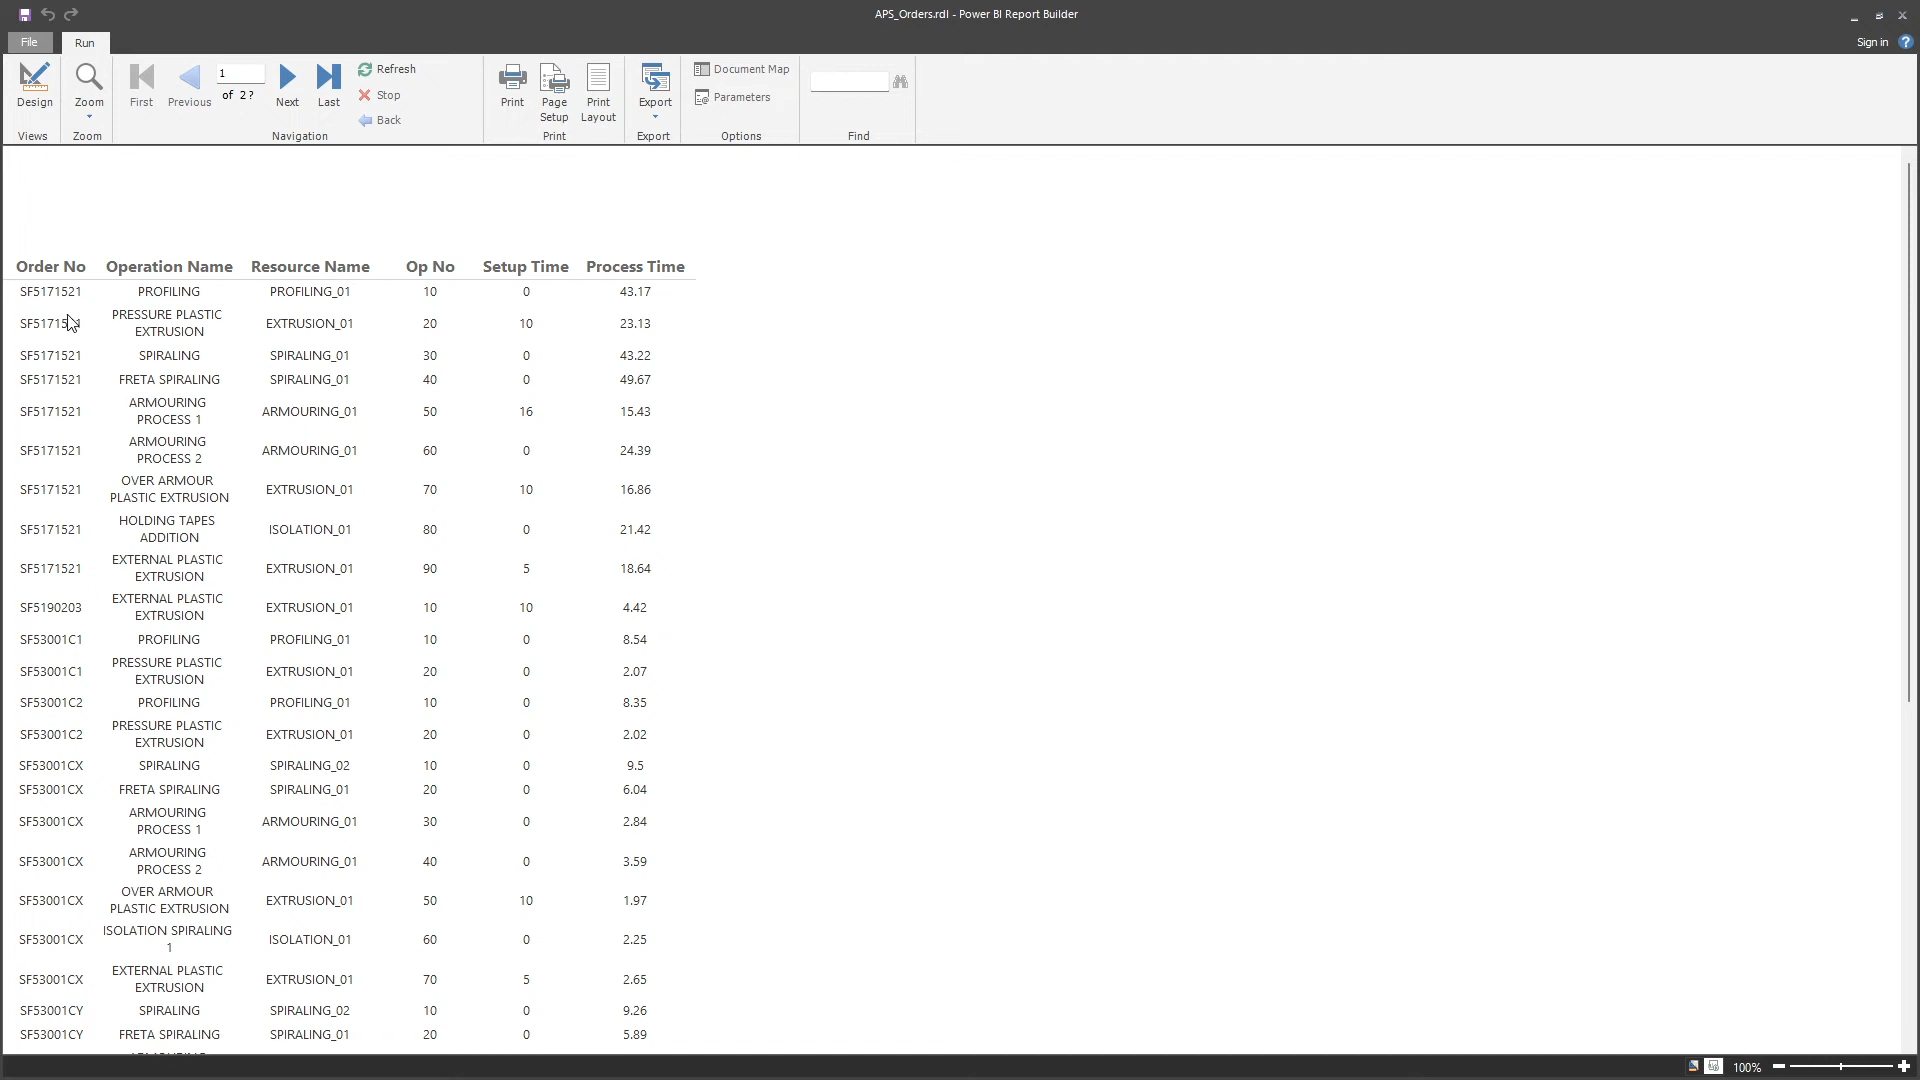 APS_Orders.rdl - Power BI Report Builder
File
Run
Sign in
Design
Zoom
First
Previous
1
of 2?
Next
Last
Refresh
Stop
Back
Print
Page
Setup
Print
Layout
Export
Document Map
Parameters
Views
Zoom
Navigation
Print
Export
Options
Find
Order No Operation Name Resource Name Op No Setup Time Process Time
SF5171521 PROFILING PROFILING_01 10 0 43.17
PRESSURE PLASTIC
EXTRUSION
EXTRUSION_01 20 10 23.13
SF5171521 SPIRALING SPIRALING_01 30 0 43.22
SF5171521 FRETA SPIRALING SPIRALING_01 40 0 49.67
SF5171521 ARMOURING
PROCESS 1
ARMOURING_01 50 16 15.43
SF5171521 ARMOURING
PROCESS 2
ARMOURING_01 60 0 24.39
SF5171521 OVER ARMOUR
PLASTIC EXTRUSION
EXTRUSION_01 70 10 16.86
SF5171521 HOLDING TAPES
ADDITION
ISOLATION_01 80 0 21.42
SF5171521 EXTERNAL PLASTIC
EXTRUSION
EXTRUSION_01 90 5 18.64
SF5190203 EXTERNAL PLASTIC
EXTRUSION
EXTRUSION_01 10 10 4.42
SF53001C1 PROFILING PROFILING_01 10 0 8.54
SF53001C1 PRESSURE PLASTIC
EXTRUSION
EXTRUSION_01 20 0 2.07
SF53001C2 PROFILING PROFILING_01 10 0 8.35
SF53001C2 PRESSURE PLASTIC
EXTRUSION
EXTRUSION_01 20 0 2.02
SF53001CX SPIRALING SPIRALING_02 10 0 9.5
SF53001CX FRETA SPIRALING SPIRALING_01 20 0 6.04
SF53001CX ARMOURING
PROCESS 1
ARMOURING_01 30 0 2.84
SF53001CX ARMOURING
PROCESS 2
ARMOURING_01 40 0 3.59
SF53001CX OVER ARMOUR
PLASTIC EXTRUSION
EXTRUSION_01 50 10 1.97
SF53001CX ISOLATION SPIRALING
1
ISOLATION_01 60 0 2.25
SF53001CX EXTERNAL PLASTIC
EXTRUSION
EXTRUSION_01 70 5 2.65
SF53001CY SPIRALING SPIRALING_02 10 0 9.26
SF53001CY FRETA SPIRALING SPIRALING_01 20 0 5.89
100%